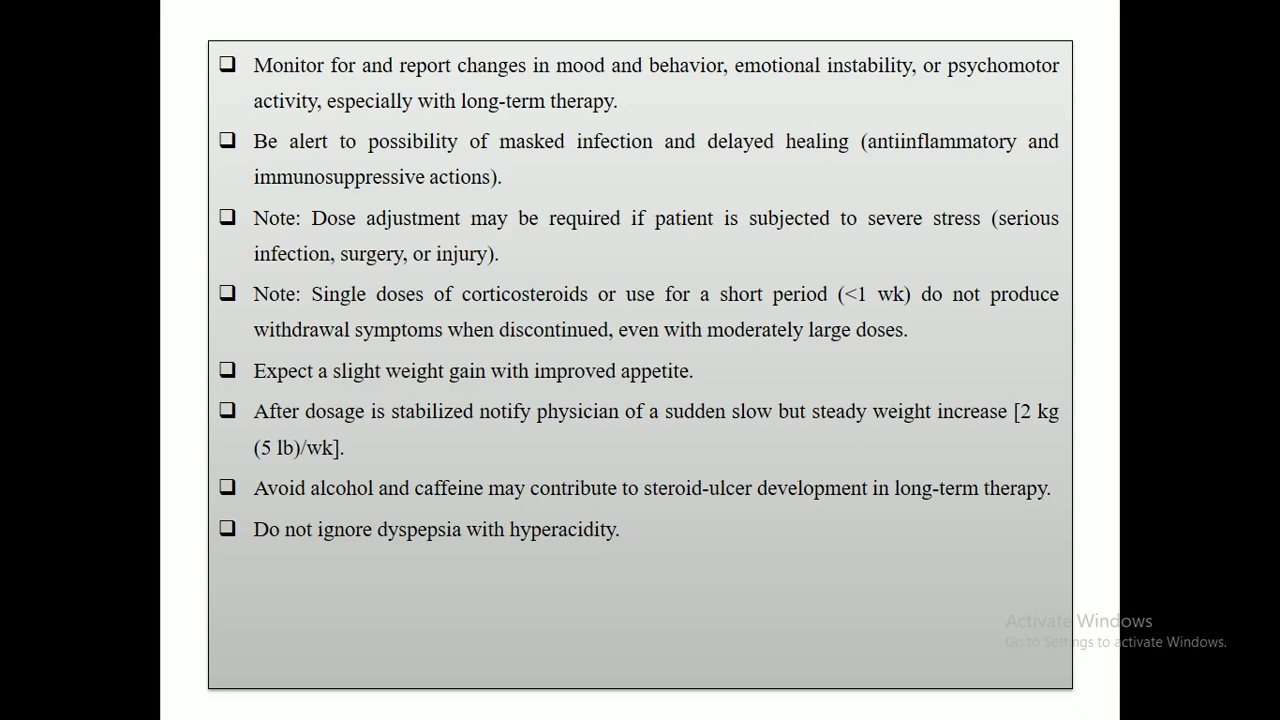 ❑ Monitor for and report changes in mood and behavior, emotional instability, or psychomotor
activity, especially with long-term therapy.
❑ Be alert to possibility of masked infection and delayed healing (antiinflammatory and
immunosuppressive actions).
❑ Note: Dose adjustment may be required if patient is subjected to severe stress (serious
infection, surgery, or injury).
❑ Note: Single doses of corticosteroids or use for a short period (<1 wk) do not produce
withdrawal symptoms when discontinued, even with moderately large doses.
❑ Expect a slight weight gain with improved appetite.
❑ After dosage is stabilized notify physician of a sudden slow but steady weight increase [2 kg
(5 lb)/wk].
❑ Avoid alcohol and caffeine may contribute to steroid-ulcer development in long-term therapy.
❑ Do not ignore dyspepsia with hyperacidity.
Activate Windows
Go to Settings to activate Windows.